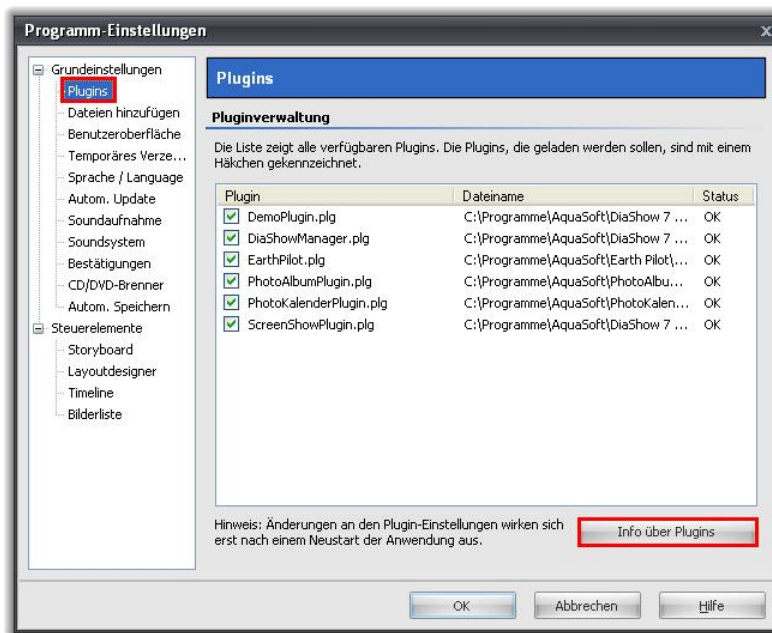 Programm-Einstellungen
x
Grundeinstellungen
Plugins
Dateien hinzufügen
Benutzeroberfläche
Temporäres Verze...
Sprache / Language
Autom. Update
Soundaufnahme
Soundsystem
Bestätigungen
CD/DVD-Brenner
Autom. Speichern
Steuerelemente
Storyboard
Layoutdesigner
Timeline
Bilderliste
Plugins
Pluginverwaltung
Die Liste zeigt alle verfügbaren Plugins. Die Plugins, die geladen werden sollen, sind mit einem
Häkchen gekennzeichnet.
Plugin Dateiname Status
DemoPlugin.plg C:\Programme\AquaSoft\DiaShow 7 ... OK
DiaShowManager.plg C:\Programme\AquaSoft\DiaShow 7 ... OK
EarthPilot.plg C:\Programme\AquaSoft\Earth Pilot\... OK
PhotoAlbumPlugin.plg C:\Programme\AquaSoft\PhotoAlbu... OK
PhotoKalenderPlugin.plg C:\Programme\AquaSoft\PhotoKalen... OK
ScreenShowPlugin.plg C:\Programme\AquaSoft\DiaShow 7 ... OK
Hinweis: Änderungen an den Plugin-Einstellungen wirken sich
erst nach einem Neustart der Anwendung aus.
Info über Plugins
OK Abbrechen Hilfe